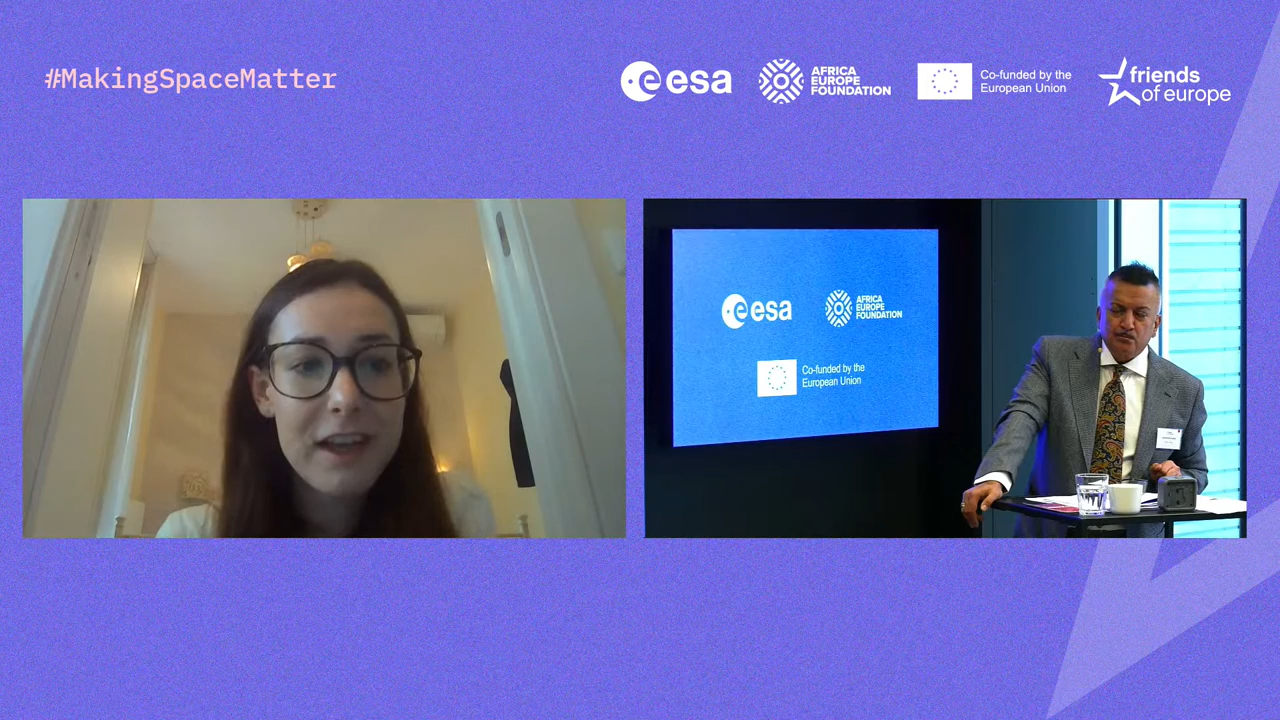 #MakingSpaceMatter
esa
AFRICA
EUROPE
FOUNDATION
Co-funded by the
European Union
friends
of europe
esa
AFRICA
EUROPE
FOUNDATION
Co-funded by the
European Union